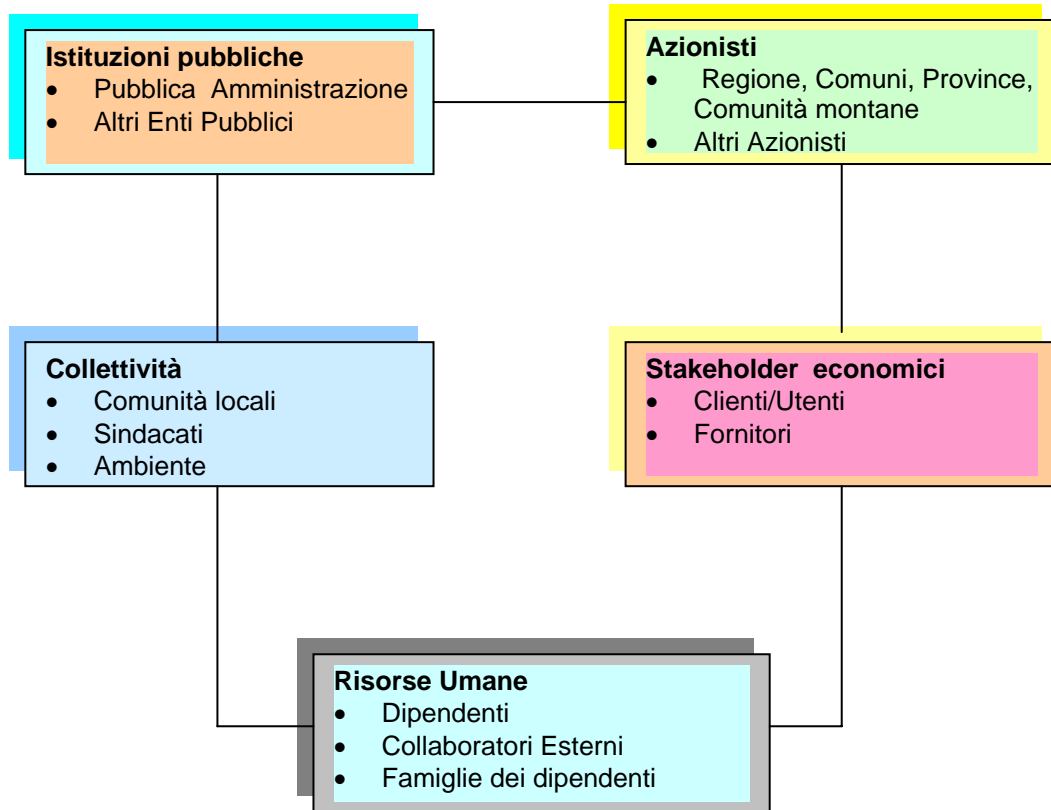 Istituzioni pubbliche
• Pubblica Amministrazione
• Altri Enti Pubblici
Azionisti
• Regione, Comuni, Province,
Comunità montane
• Altri Azionisti
Collettività
• Comunità locali
• Sindacati
• Ambiente
Stakeholder economici
• Clienti/Utenti
• Fornitori
Risorse Umane
• Dipendenti
• Collaboratori Esterni
• Famiglie dei dipendenti